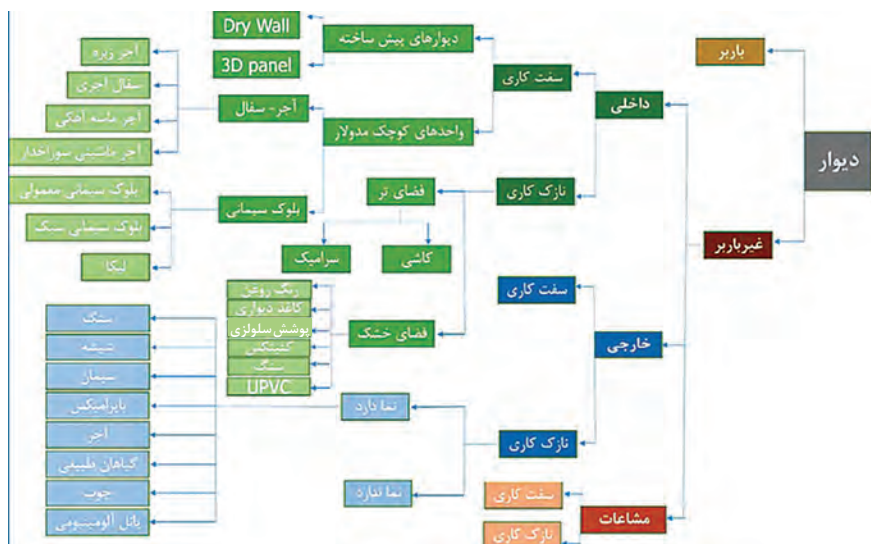 دیوار
باربر
غیرباربر
داخلی
سفت کاری
دیوارهای پیش ساخته
Dry Wall
3D panel
واحدهای کوچک مدولار
آجر- سفال
آجر زبره
سفال آجری
آجر ماسه آهکی
آجر ماشینی سوراخدار
بلوک سیمانی
بلوک سیمانی معمولی
بلوک سیمانی سبک
لیکا
نازک کاری
فضای تر
کاشی
سرامیک
فضای خشک
رنگ روغن
کاغذ دیواری
پوشش سلولزی
کنیتکس
سنگ
UPVC
خارجی
سفت کاری
نازک کاری
نما دارد
سنگ
شیشه
سیمان
بایرامیکس
آجر
گیاهان طبیعی
چوب
پانل آلومینیومی
نما ندارد
مشاعات
سفت کاری
نازک کاری